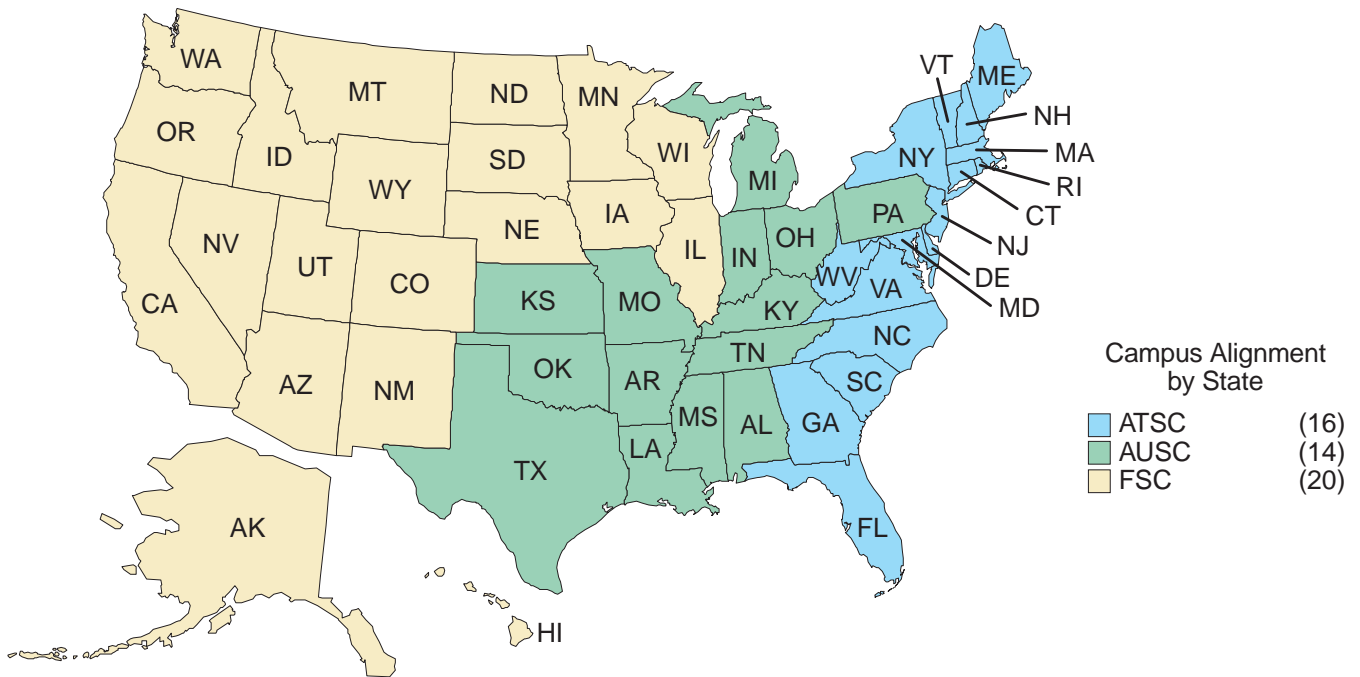 WA
MT
ND
MN
VT
ME
NH
OR
ID
SD
WI
NY
MA
MI
RI
WY
CT
IA
PA
NE
NJ
NV
OH
IL
IN
UT
DE
WV
CO
VA
KS
MO
CA
MD
KY
NC
TN
Campus Alignment
by State
OK
AR
SC
AZ
NM
MS
AL
GA
ATSC (16)
LA
AUSC (14)
TX
FSC (20)
AK
FL
HI